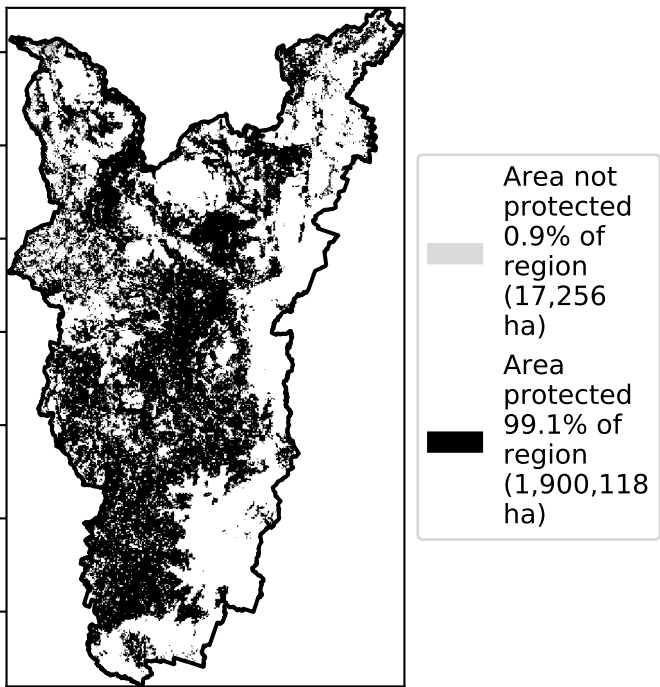 Area not
protected
0.9% of
region
(17,256
ha)
Area
protected
99.1% of
region
(1,900,118
ha)